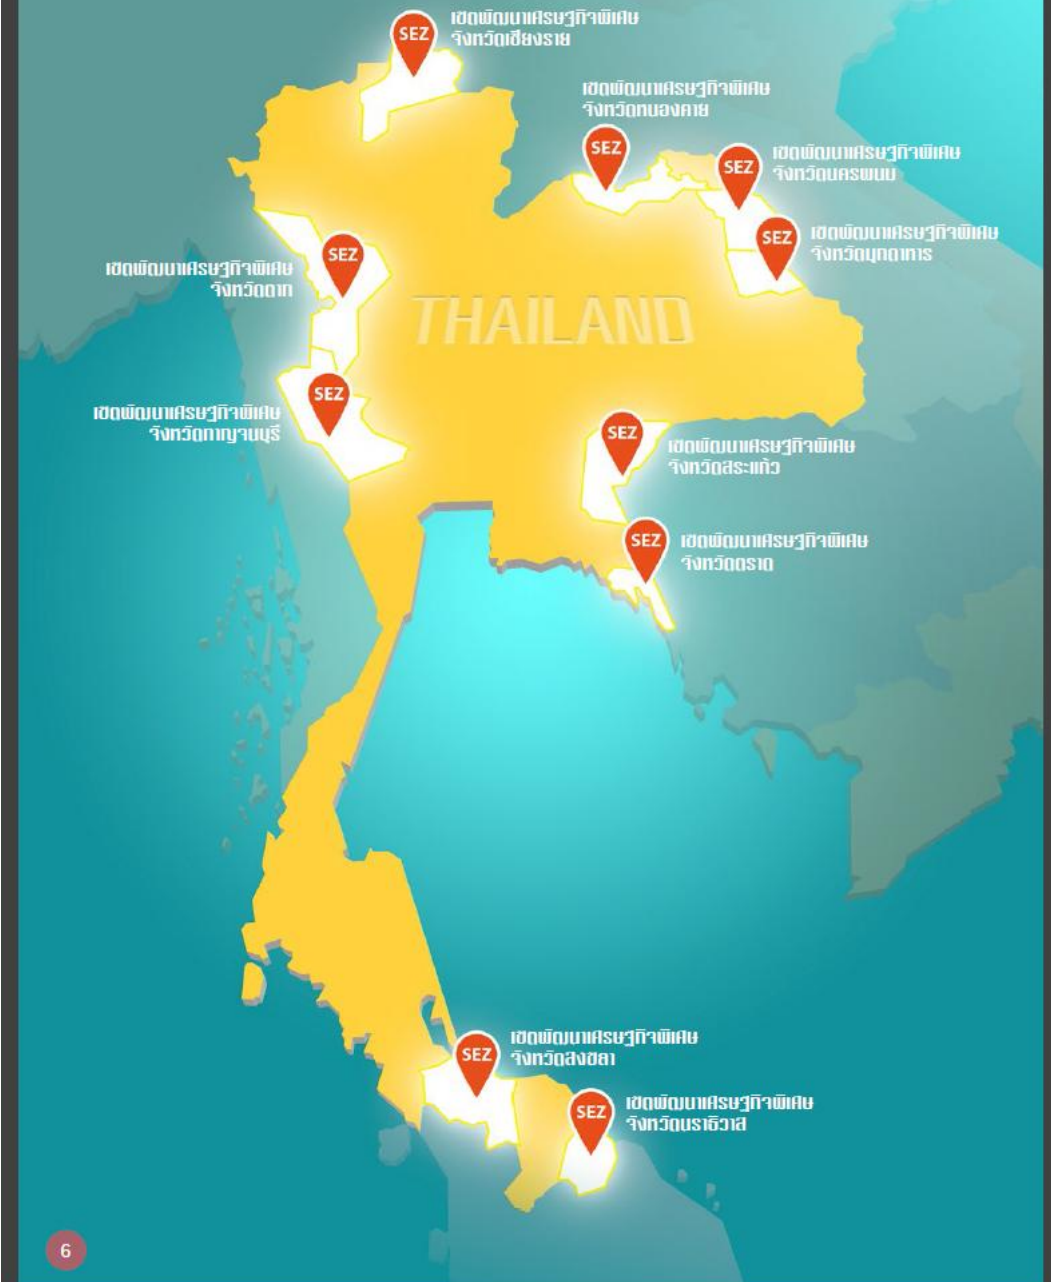 SEZ
เขตพัฒนาเศรษฐกิจพิเศษ
จังหวัดเชียงราย
เขตพัฒนาเศรษฐกิจพิเศษ
จังหวัดหนองคาย
SEZ
SEZ
เขตพัฒนาเศรษฐกิจพิเศษ
จังหวัดนครพนม
SEZ
เขตพัฒนาเศรษฐกิจพิเศษ
จังหวัดมุกดาหาร
SEZ
เขตพัฒนาเศรษฐกิจพิเศษ
จังหวัดตาก
THAILAND
SEZ
เขตพัฒนาเศรษฐกิจพิเศษ
จังหวัดกาญจนบุรี
SEZ
เขตพัฒนาเศรษฐกิจพิเศษ
จังหวัดสระแก้ว
SEZ
เขตพัฒนาเศรษฐกิจพิเศษ
จังหวัดตราด
SEZ
เขตพัฒนาเศรษฐกิจพิเศษ
จังหวัดสงขลา
SEZ
เขตพัฒนาเศรษฐกิจพิเศษ
จังหวัดนราธิวาส
6